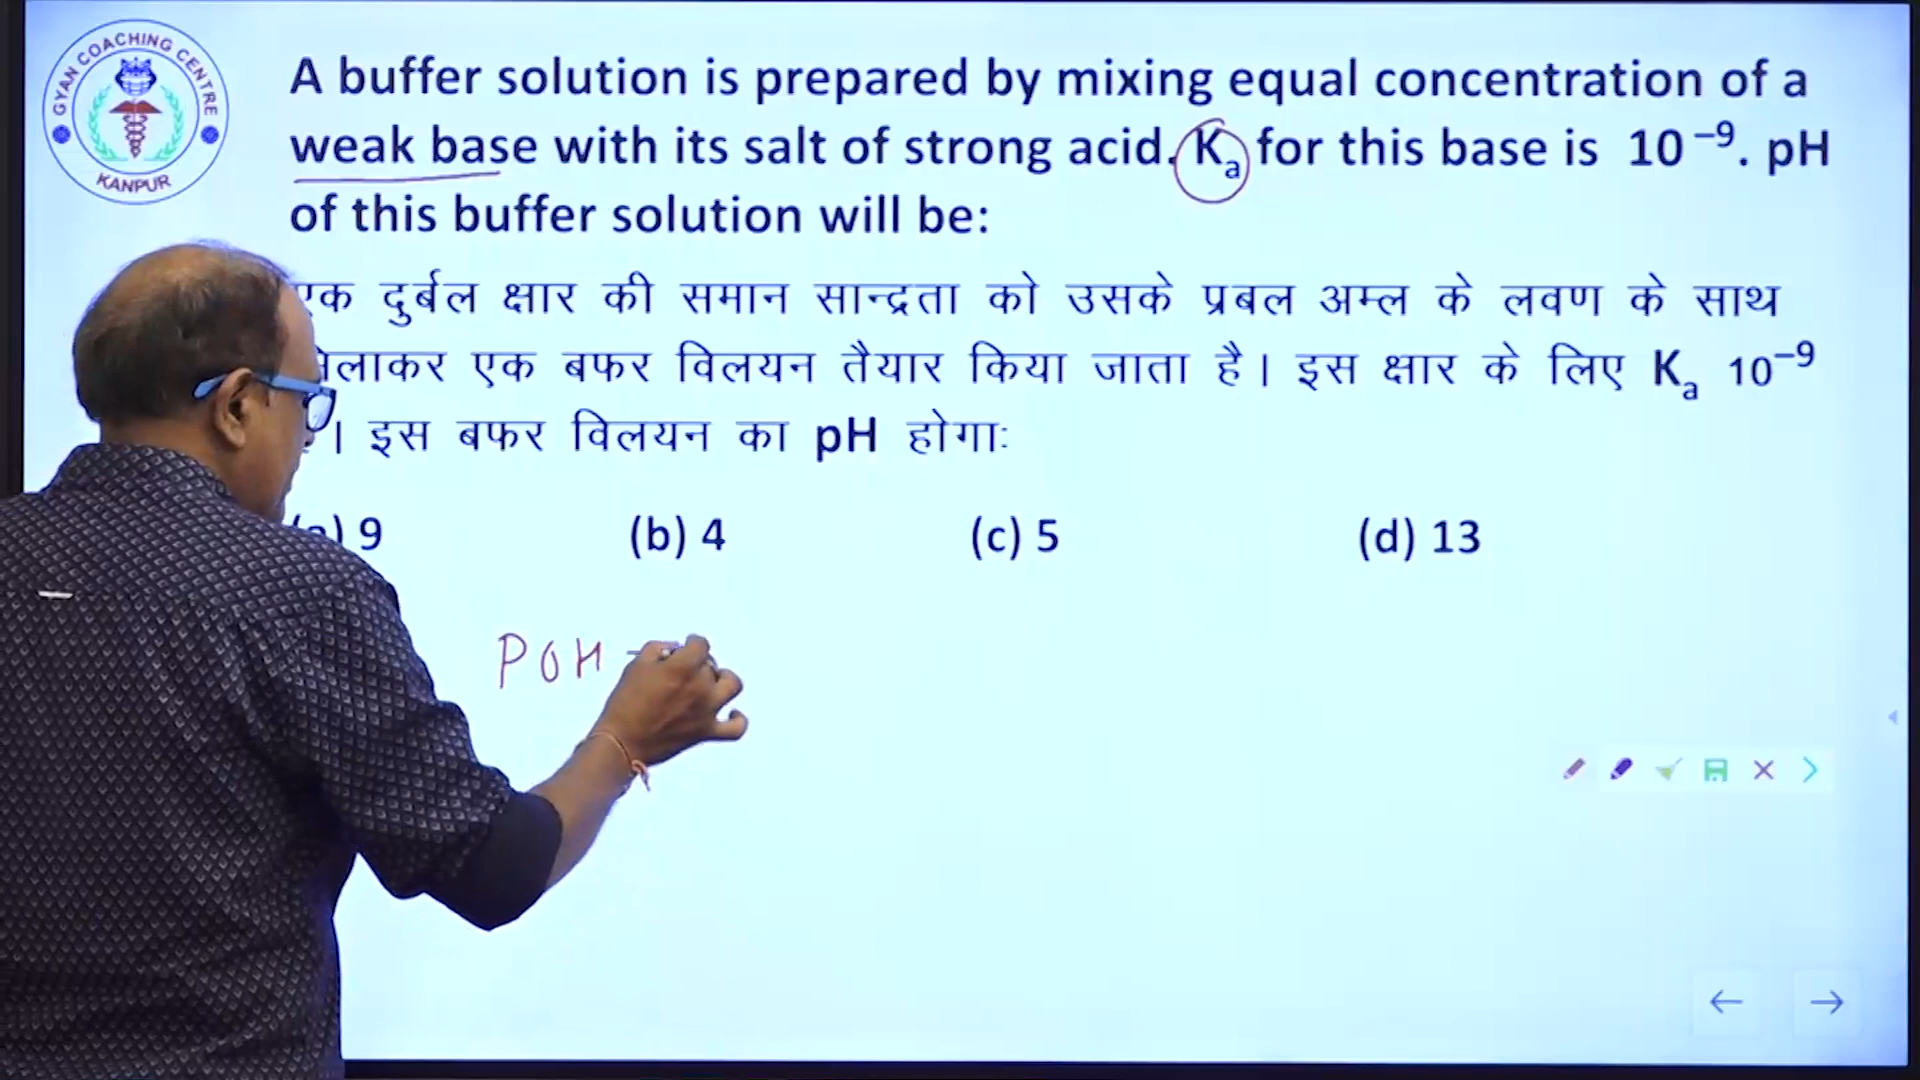 GYAN COACHING CENTRE
KANPUR
A buffer solution is prepared by mixing equal concentration of a
weak base with its salt of strong acid. Kₐ for this base is 10⁻⁹. pH
of this buffer solution will be:
एक दुर्बल क्षार की समान सान्द्रता को उसके प्रबल अम्ल के लवण के साथ
एक बफर विलयन तैयार किया जाता है। इस क्षार के लिए Kₐ 10⁻⁹
। इस बफर विलयन का pH होगाः
9 (b) 4 (c) 5 (d) 13
POH